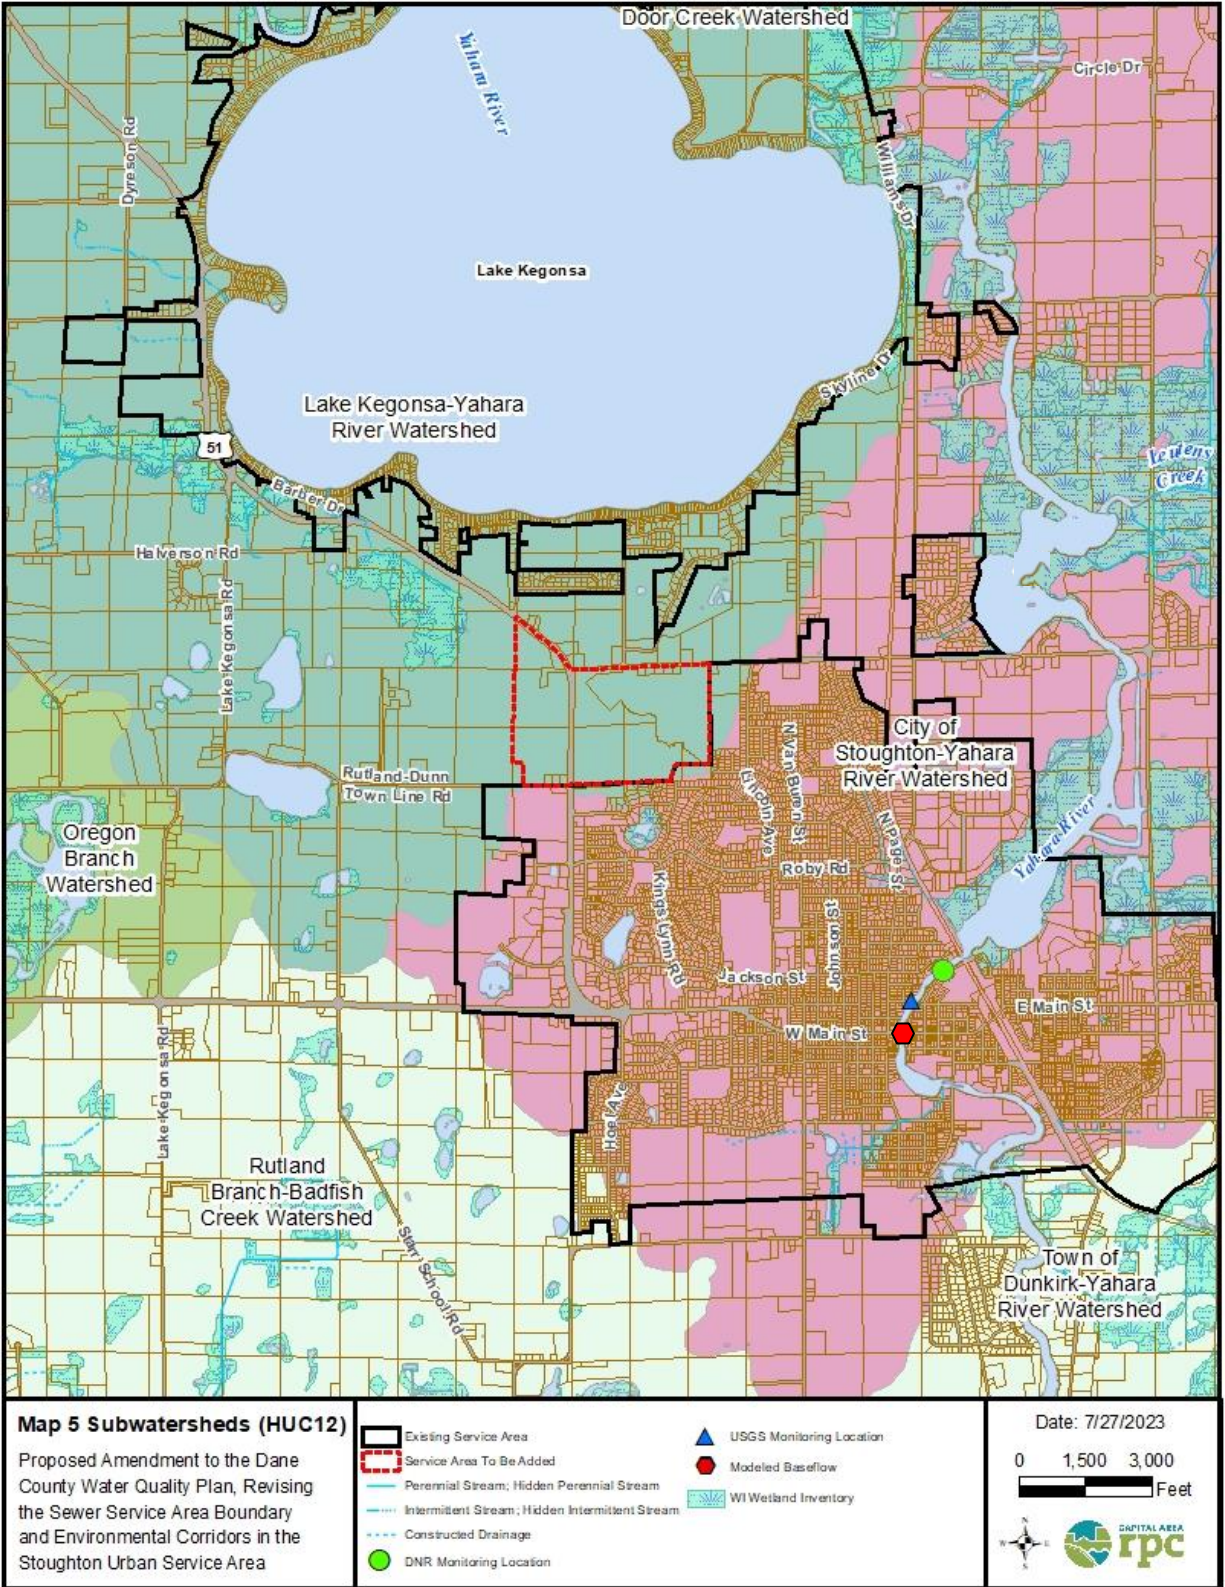 Door Creek Watershed
Yahara River
Circle Dr
Dyreson Rd
Williams Dr
Lake Kegonsa
Skyline Dr
Lake Kegonsa-Yahara
River Watershed
51
Leutens
Creek
Barber Dr
Halverson Rd
Lake Kegonsa Rd
City of
Stoughton-Yahara
River Watershed
N Van Buren St
Lincoln Ave
Rutland-Dunn
Town Line Rd
Oregon
Branch
Watershed
N Page St
Yahara River
Roby Rd
Kings Lynn Rd
Johnson St
Jackson St
E Main St
W Main St
Lake Kegonsa Rd
Hoel Ave
Rutland
Branch-Badfish
Creek Watershed
Starr School Rd
Town of
Dunkirk-Yahara
River Watershed
Map 5 Subwatersheds (HUC12)
Proposed Amendment to the Dane
County Water Quality Plan, Revising
the Sewer Service Area Boundary
and Environmental Corridors in the
Stoughton Urban Service Area
Existing Service Area
Service Area To Be Added
Perennial Stream; Hidden Perennial Stream
Intermittent Stream; Hidden Intermittent Stream
Constructed Drainage
DNR Monitoring Location
USGS Monitoring Location
Modeled Baseflow
WI Wetland Inventory
Date: 7/27/2023
0 1,500 3,000
Feet
N
W E
S
CAPITAL AREA
rpc